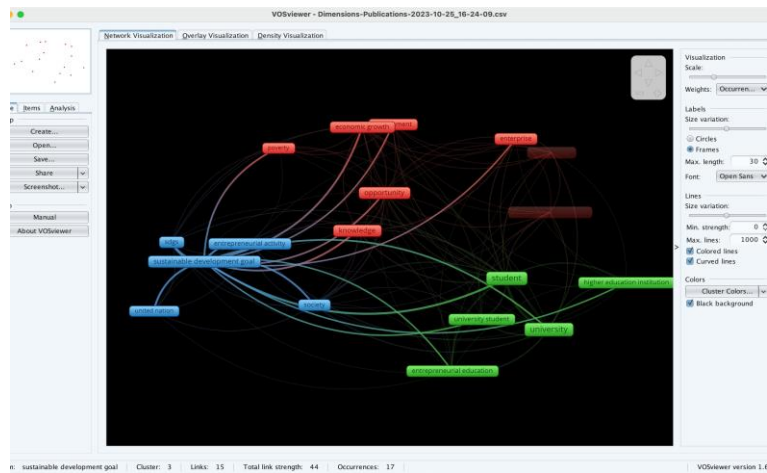 VOSviewer - Dimensions-Publications-2023-10-25_16-24-09.csv
Network Visualization Overlay Visualization Density Visualization
Items Analysis
Create...
Open...
Save...
Share
Screenshot...
Manual
About VOSviewer
economic growth
poverty
enterprise
opportunity
knowledge
sdgs
entrepreneurial activity
sustainable development goal
united nation
society
student
higher education institution
university student
university
entrepreneurial education
Visualization
Scale:
Weights: Occurren...
Labels
Size variation:
Circles
Frames
Max. length: 30
Font: Open Sans
Lines
Size variation:
Min. strength: 0
Max. lines: 1000
Colored lines
Curved lines
Colors
Cluster Colors...
Black background
sustainable development goal Cluster: 3 Links: 15 Total link strength: 44 Occurrences: 17 VOSviewer version 1.6